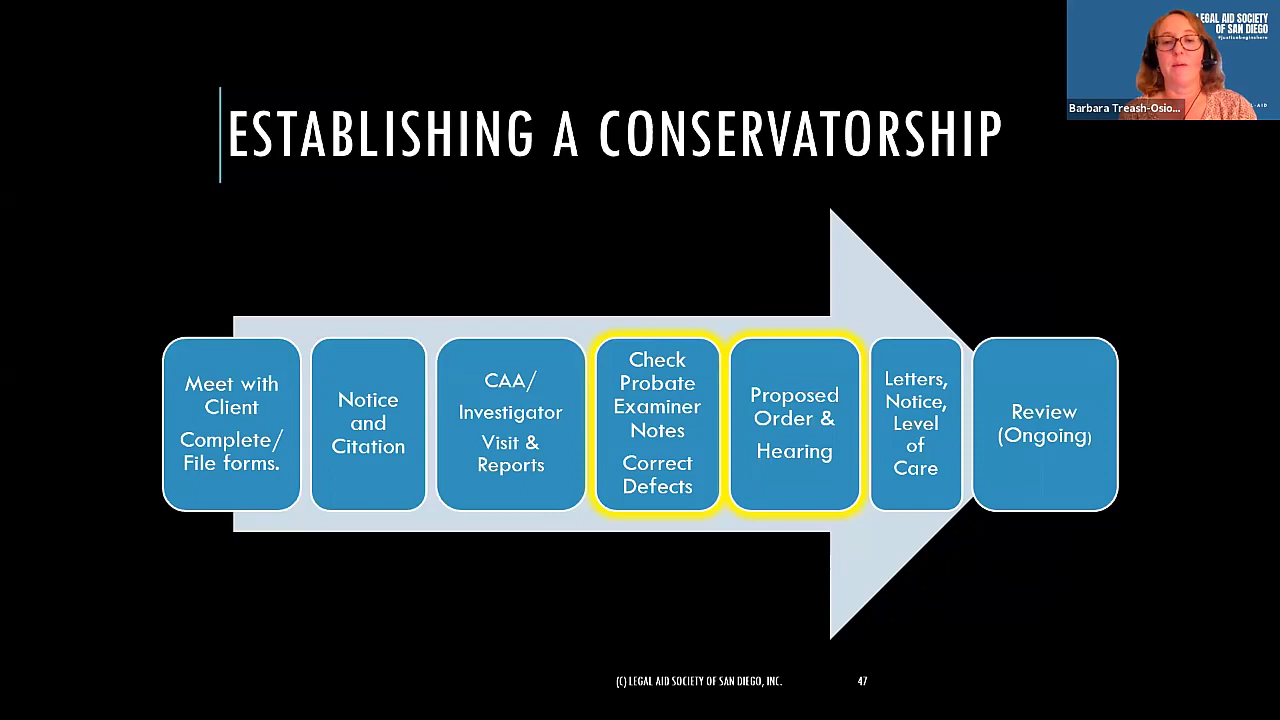 LEGAL AID SOCIETY
OF SAN DIEGO
#justicebeginshere
Barbara Treash-Osio...
L-AID
ESTABLISHING A CONSERVATORSHIP
Meet with
Client
Complete/
File forms.
Notice
and
Citation
CAA/
Investigator
Visit &
Reports
Check
Probate
Examiner
Notes
Correct
Defects
Proposed
Order &
Hearing
Letters,
Notice,
Level
of
Care
Review
(Ongoing)
(C) LEGAL AID SOCIETY OF SAN DIEGO, INC.
47